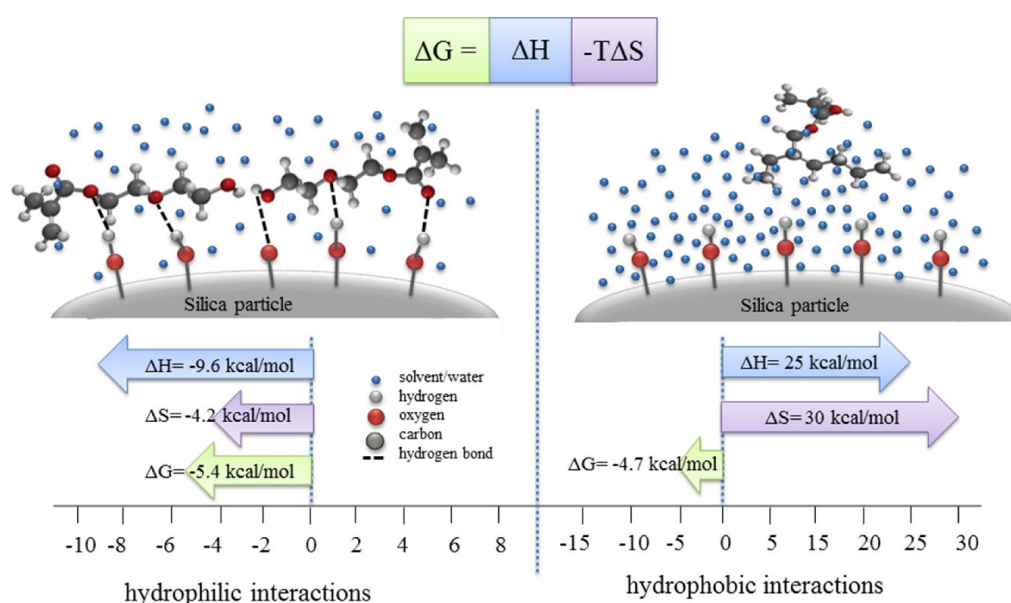 ΔG = ΔH -TΔS
Silica particle
Silica particle
ΔH= -9.6 kcal/mol
ΔS= -4.2 kcal/mol
ΔG= -5.4 kcal/mol
solvent/water
hydrogen
oxygen
carbon
hydrogen bond
ΔH= 25 kcal/mol
ΔS= 30 kcal/mol
ΔG= -4.7 kcal/mol
-10 -8 -6 -4 -2 0 2 4 6 8
-15 -10 -5 0 5 10 15 20 25 30
hydrophilic interactions
hydrophobic interactions